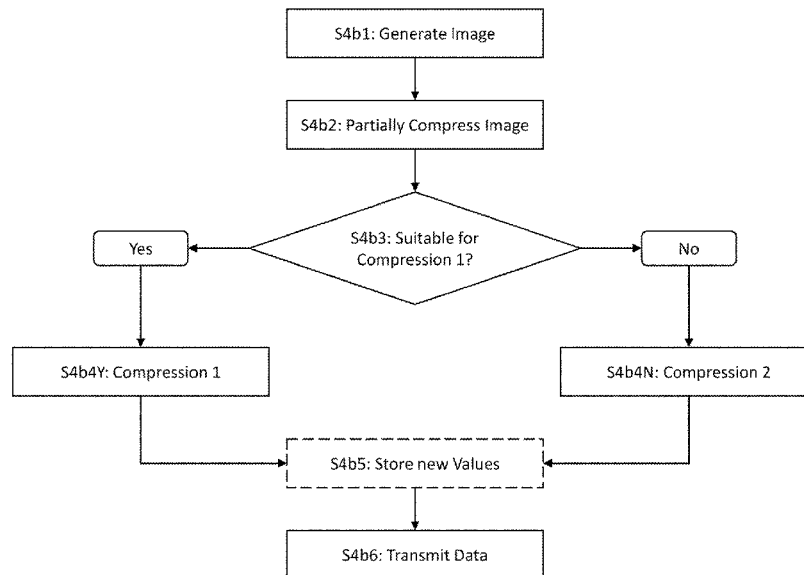 S4b1: Generate Image
S4b2: Partially Compress Image
S4b3: Suitable for
Compression 1?
Yes
No
S4b4Y: Compression 1
S4b4N: Compression 2
S4b5: Store new Values
S4b6: Transmit Data